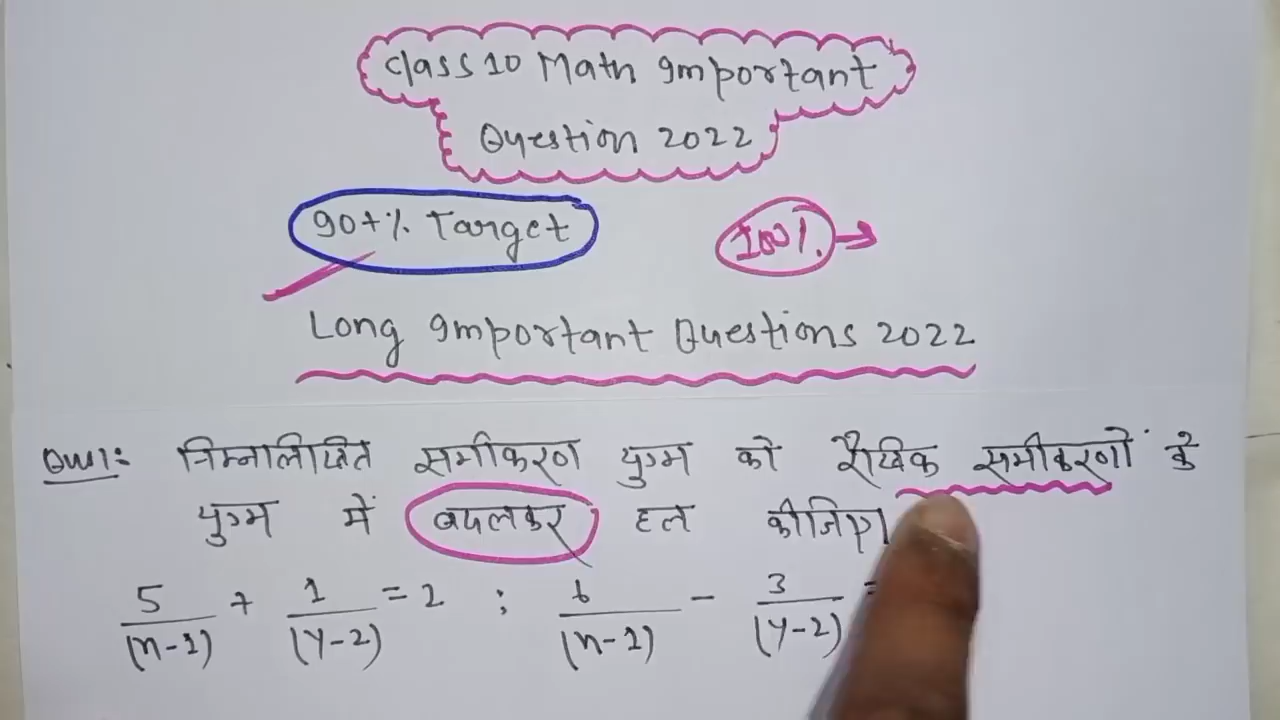 Class 10 Math Important
Question 2022
90+% Target
100%.
Long Important Questions 2022
Qus1:- निम्नलिखित समीकरण युग्म को रैखिक समीकरणों के
युग्म में बदलकर हल कीजिए
5/(x-1) + 1/(y-2) = 2 ; 6/(x-1) - 3/(y-2) =